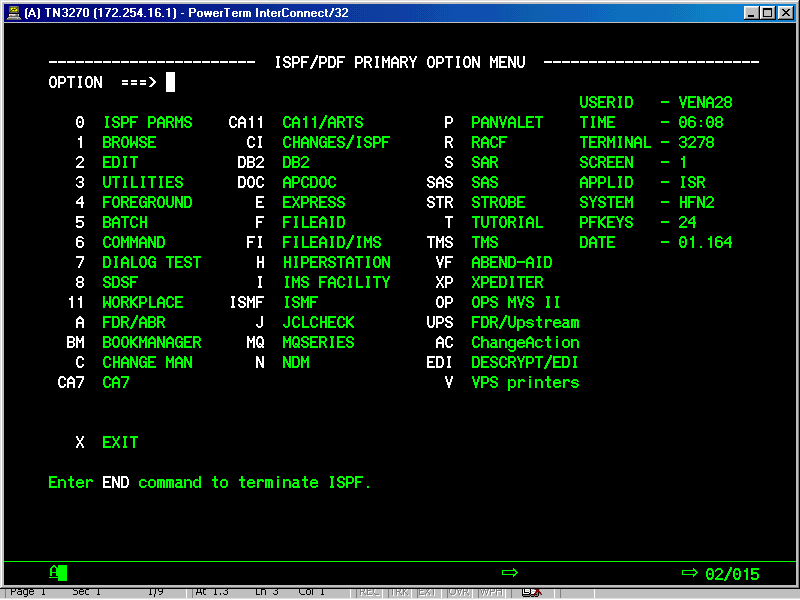 (A) TN3270 (172.254.16.1) - PowerTerm InterConnect/32
----------------------- ISPF/PDF PRIMARY OPTION MENU ------------------------
OPTION ===>
USERID - VENA28
0 ISPF PARMS CA11 CA11/ARTS P PANVALET TIME - 06:08
1 BROWSE CI CHANGES/ISPF R RACF TERMINAL - 3278
2 EDIT DB2 DB2 S SAR SCREEN - 1
3 UTILITIES DOC APCDOC SAS SAS APPLID - ISR
4 FOREGROUND E EXPRESS STR STROBE SYSTEM - HFN2
5 BATCH F FILEAID T TUTORIAL PFKEYS - 24
6 COMMAND FI FILEAID/IMS TMS TMS DATE - 01.164
7 DIALOG TEST H HIPERSTATION VF ABEND-AID
8 SDSF I IMS FACILITY XP XPEDITER
11 WORKPLACE ISMF ISMF OP OPS MVS II
A FDR/ABR J JCLCHECK UPS FDR/Upstream
BM BOOKMANAGER MQ MQSERIES AC ChangeAction
C CHANGE MAN N NDM EDI DESCRYPT/EDI
CA7 CA7 V VPS printers
X EXIT
Enter END command to terminate ISPF.
A ⇨ ⇨ 02/015
Page 1 Sec 1 1/9 At 1.3 Ln 3 Col 1 REC TRK EXT OVR WPH